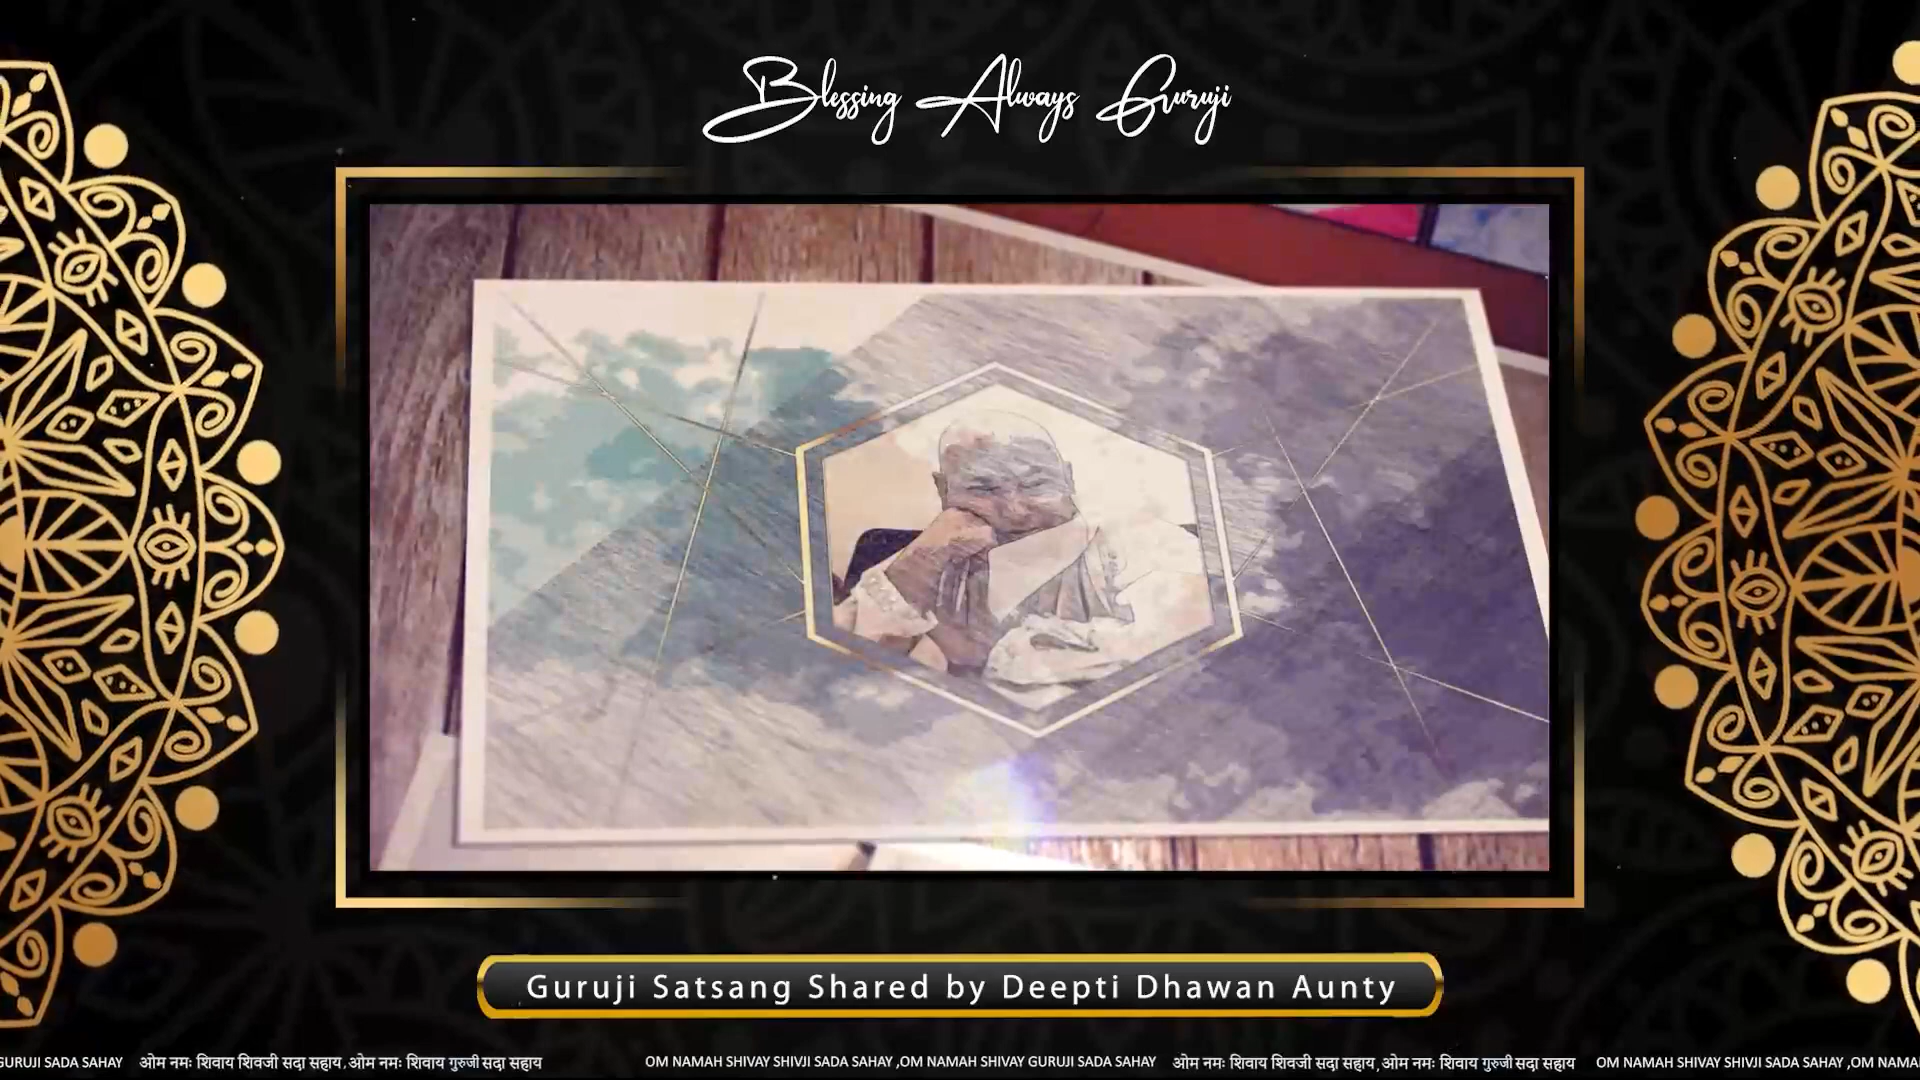 Blessing Always Guruji
Guruji Satsang Shared by Deepti Dhawan Aunty
GURUJI SADA SAHAY ओम नमः शिवाय शिवजी सदा सहाय,ओम नमः शिवाय गुरुजी सदा सहाय OM NAMAH SHIVAY SHIVJI SADA SAHAY ,OM NAMAH SHIVAY GURUJI SADA SAHAY ओम नमः शिवाय शिवजी सदा सहाय,ओम नमः शिवाय गुरुजी सदा सहाय OM NAMAH SHIVAY SHIVJI SADA SAHAY ,OM NAMA